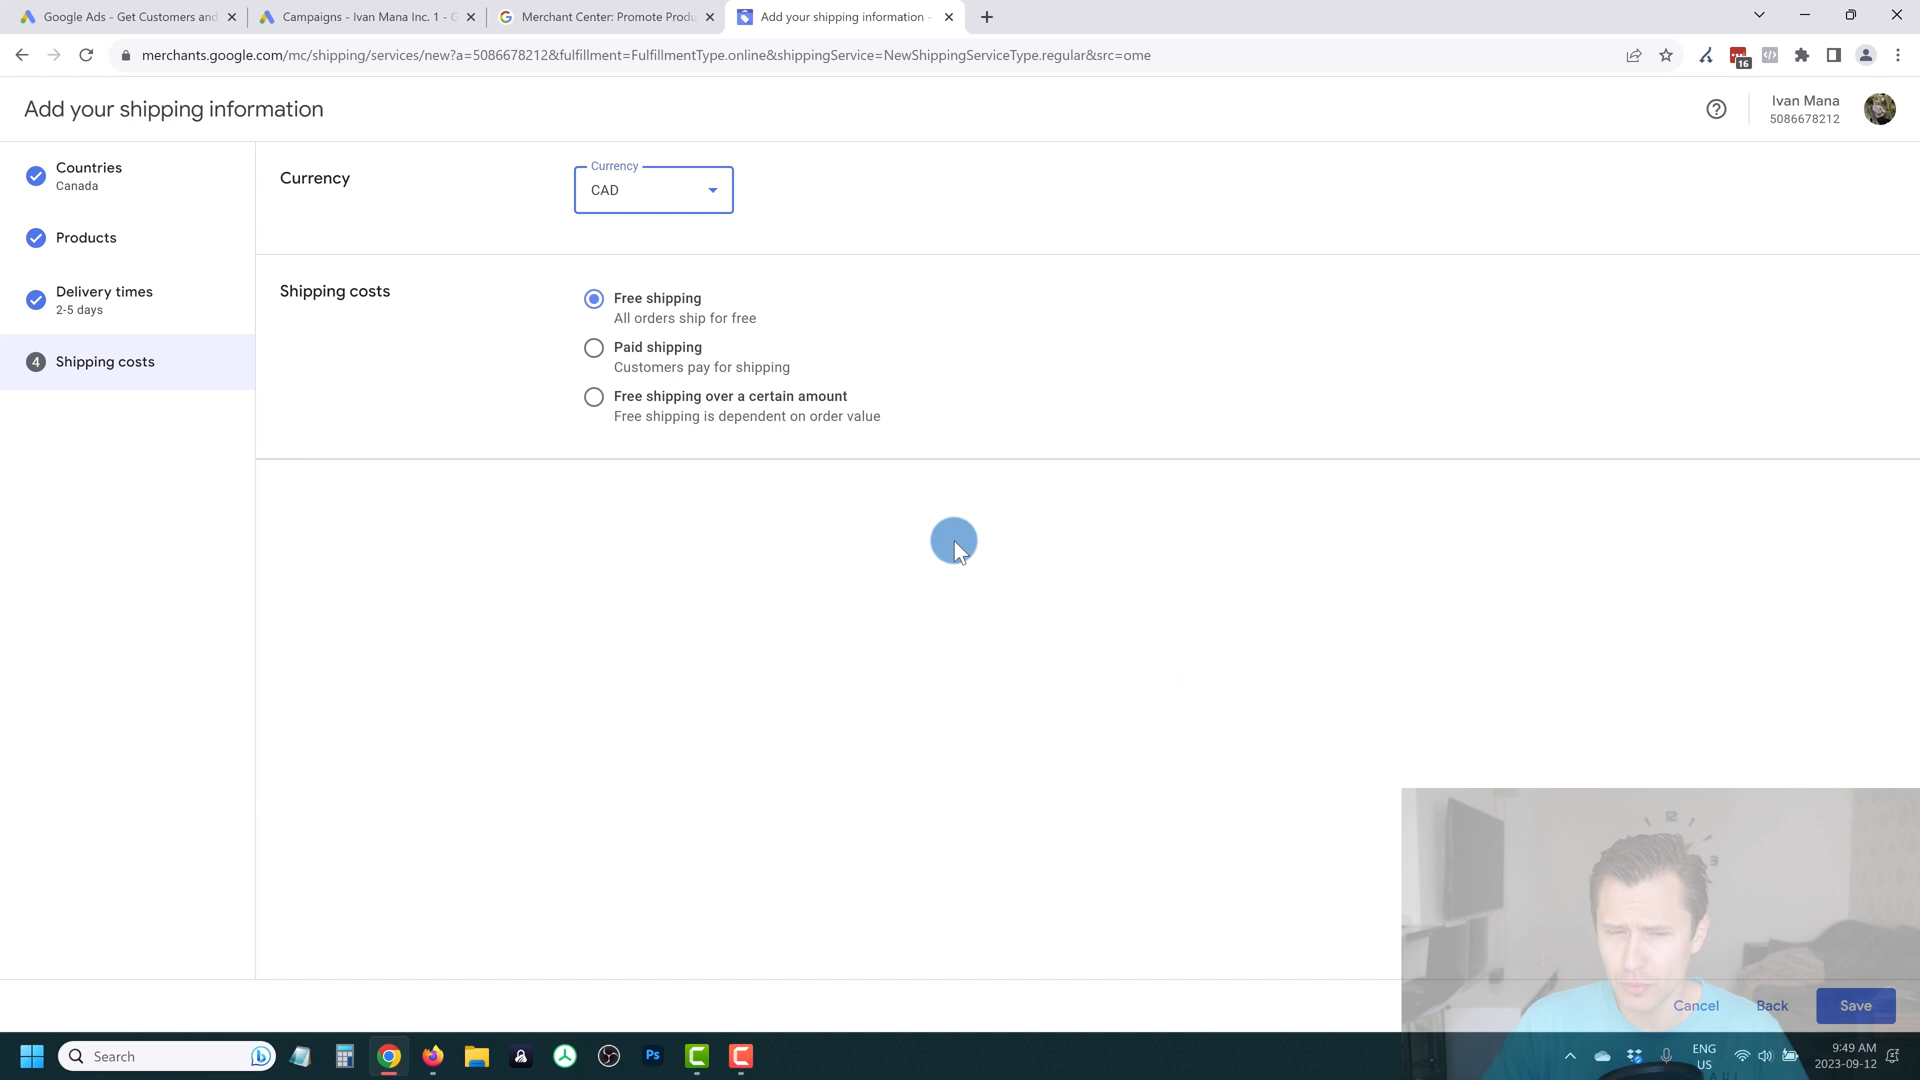 Google Ads - Get Customers and
Campaigns - Ivan Mana Inc. 1 - G
Merchant Center: Promote Produ
Add your shipping information -
merchants.google.com/mc/shipping/services/new?a=5086678212&fulfillment=FulfillmentType.online&shippingService=NewShippingServiceType.regular&src=ome
16
Add your shipping information
Ivan Mana
5086678212
Countries
Canada
Products
Delivery times
2-5 days
4 Shipping costs
Currency
Currency
CAD
Shipping costs
Free shipping
All orders ship for free
Paid shipping
Customers pay for shipping
Free shipping over a certain amount
Free shipping is dependent on order value
12
3
Cancel
Back
Save
Search
Ps
ENG
US
9:49 AM
2023-09-12